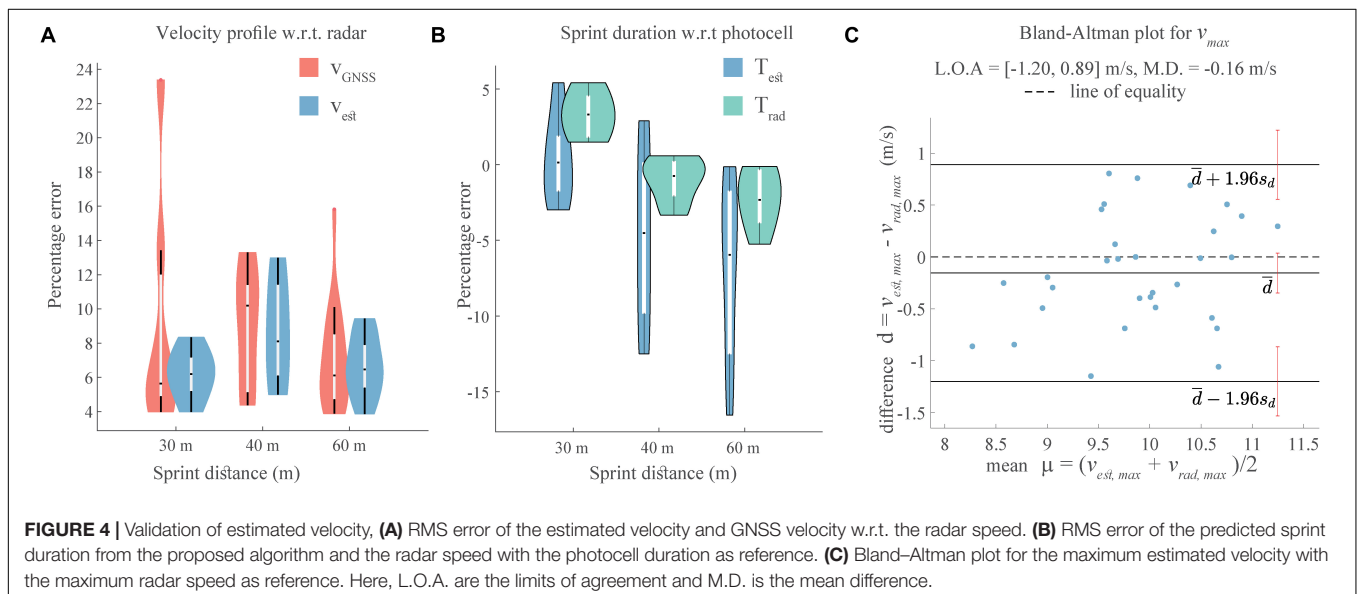 A
Velocity profile w.r.t. radar
v_GNSS
v_est
Percentage error
24
22
20
18
16
14
12
10
8
6
4
30 m 40 m 60 m
Sprint distance (m)
B
Sprint duration w.r.t photocell
T_est
T_rad
Percentage error
5
0
-5
-10
-15
30 m 40 m 60 m
Sprint distance (m)
C
Bland-Altman plot for v_max
L.O.A = [-1.20, 0.89] m/s, M.D. = -0.16 m/s
--- line of equality
difference d = v_est, max - v_rad, max (m/s)
1
0.5
0
-0.5
-1
-1.5
d̅ + 1.96s_d
d̅
d̅ − 1.96s_d
8 8.5 9 9.5 10 10.5 11 11.5
mean μ = (v_est, max + v_rad, max)/2
FIGURE 4 | Validation of estimated velocity, (A) RMS error of the estimated velocity and GNSS velocity w.r.t. the radar speed. (B) RMS error of the predicted sprint
duration from the proposed algorithm and the radar speed with the photocell duration as reference. (C) Bland–Altman plot for the maximum estimated velocity with
the maximum radar speed as reference. Here, L.O.A. are the limits of agreement and M.D. is the mean difference.